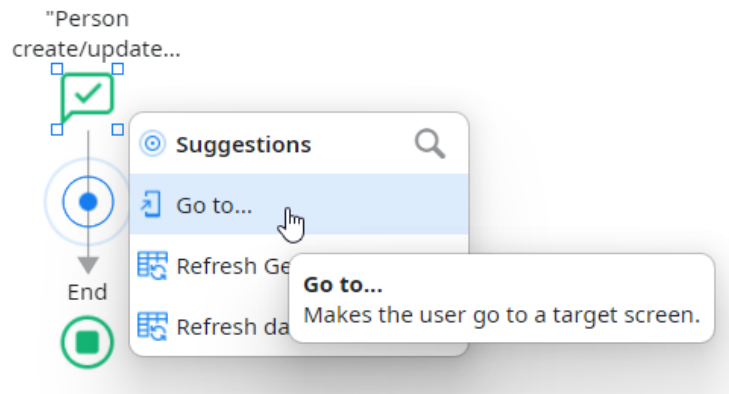 "Person
create/update...
Suggestions
Go to...
Refresh Ge
Go to...
Makes the user go to a target screen.
End
Refresh da